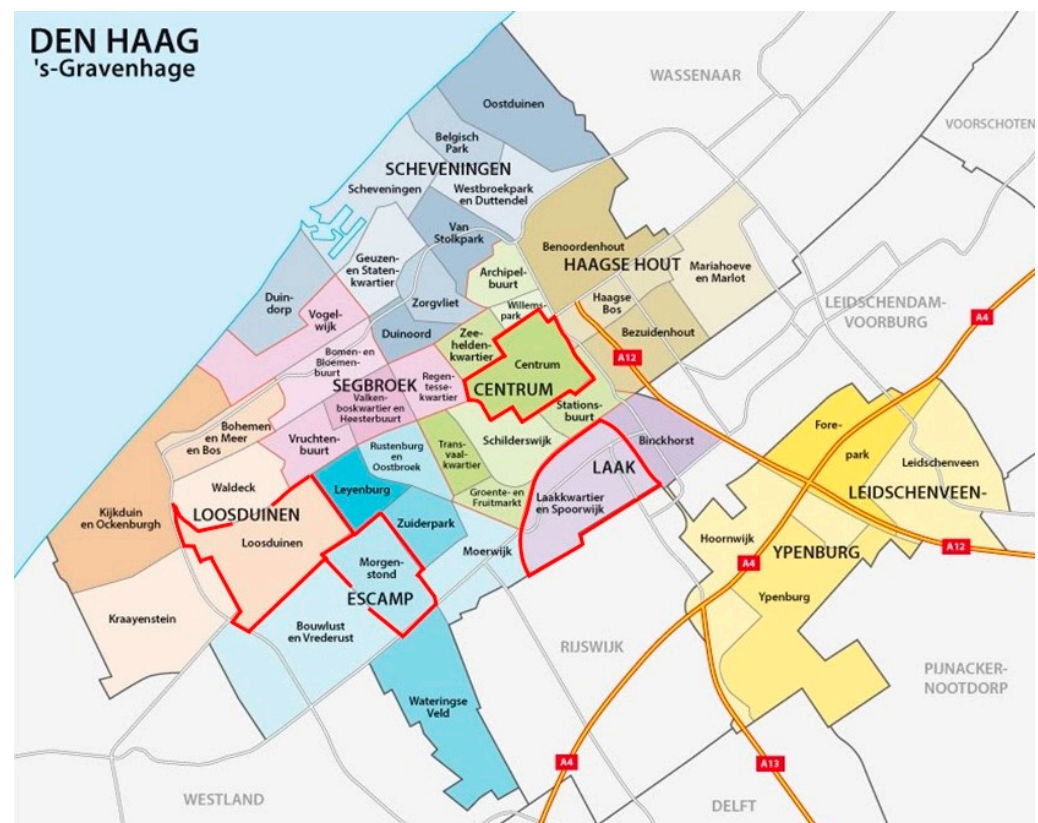 DEN HAAG
's-Gravenhage
WASSENAAR
Oostduinen
VOORSCHOTEN
Belgisch
Park
SCHEVENINGEN
Scheveningen
Westbroekpark
en Duttendel
Van
Stolkpark
Benoordenhout
HAAGSE HOUT
Mariahoeve
en Marlot
Geuzen-
en Staten-
kwartier
Archipel-
buurt
Zorgvliet
Willems-
park
Haagse
Bos
LEIDSCHENDAM-
VOORBURG
Duin-
dorp
Vogel-
wijk
Duinoord
Zee-
helden-
kwartier
Bezuidenhout
A4
A12
Bomen- en
Bloemen-
buurt
SEGBROEK
Regen-
tesse-
kwartier
Centrum
CENTRUM
Valken-
boskwartier en
Heesterbuurt
Stations-
buurt
Bohemen
en Meer
en Bos
Vruchten-
buurt
Rustenburg
en
Oostbroek
Trans-
vaal-
kwartier
Schilderswijk
Binckhorst
Fore-
park
Leidschenveen
LEIDSCHENVEEN-
LAAK
Laakkwartier
en Spoorwijk
Waldeck
Leyenburg
Groente- en
Fruitmarkt
Kijkduin
en Ockenburgh
LOOSDUINEN
Loosduinen
Zuiderpark
Moerwijk
Hoornwijk
YPENBURG
A12
A4
Morgen-
stond
ESCAMP
Ypenburg
Kraayenstein
Bouwlust
en Vrederust
RIJSWIJK
PIJNACKER-
NOOTDORP
Wateringse
Veld
A4
A13
WESTLAND
DELFT